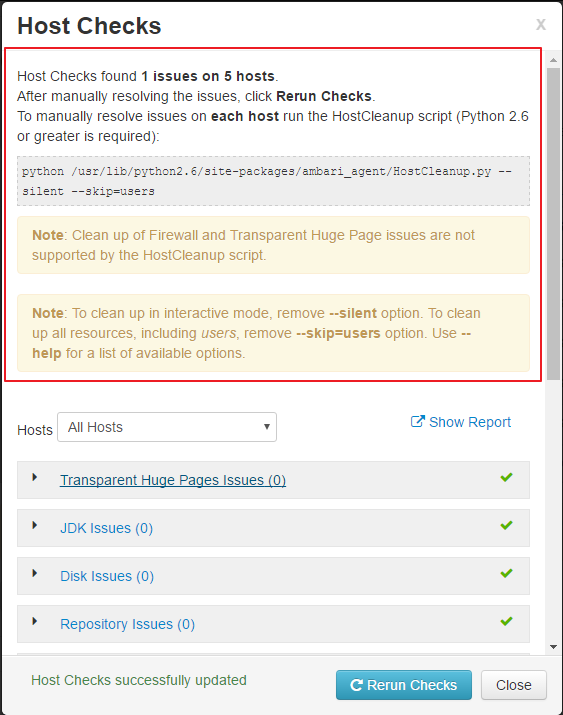 Host Checks
x
Host Checks found 1 issues on 5 hosts.
After manually resolving the issues, click Rerun Checks.
To manually resolve issues on each host run the HostCleanup script (Python 2.6
or greater is required):
python /usr/lib/python2.6/site-packages/ambari_agent/HostCleanup.py --
silent --skip=users
Note: Clean up of Firewall and Transparent Huge Page issues are not
supported by the HostCleanup script.
Note: To clean up in interactive mode, remove --silent option. To clean
up all resources, including users, remove --skip=users option. Use --
help for a list of available options.
Hosts All Hosts Show Report
Transparent Huge Pages Issues (0)
JDK Issues (0)
Disk Issues (0)
Repository Issues (0)
Host Checks successfully updated Rerun Checks Close